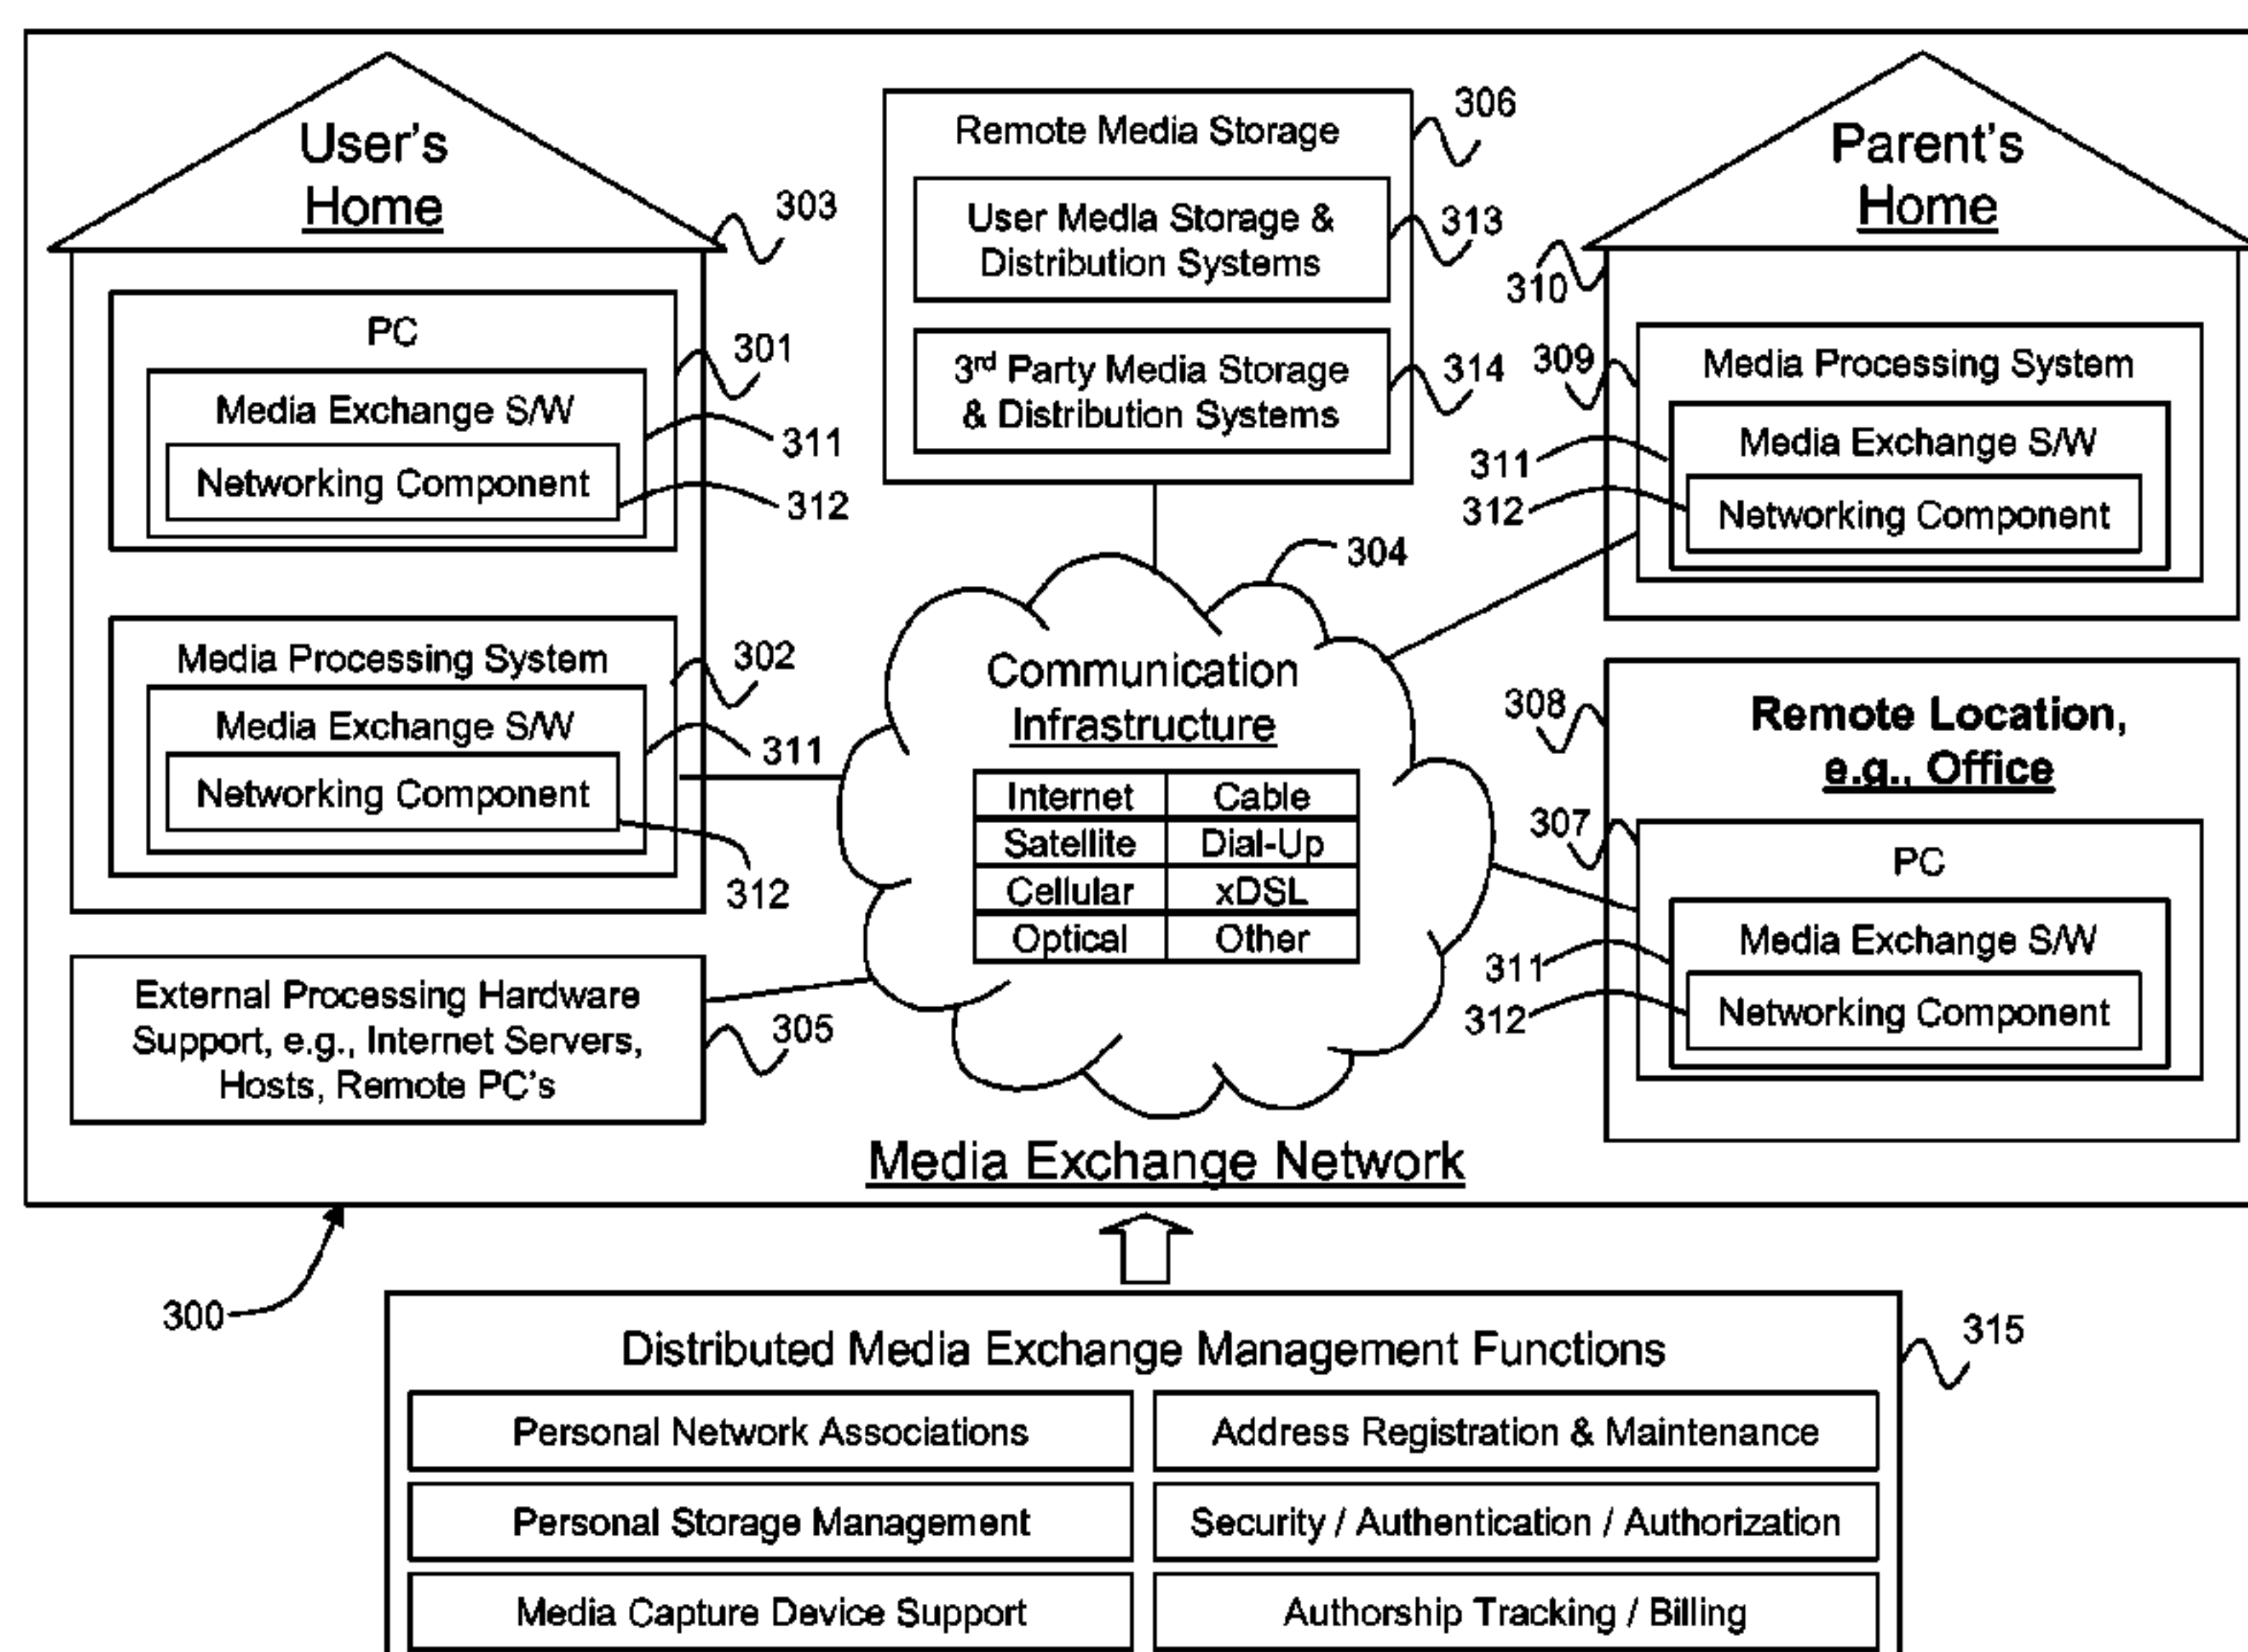 User's
Home
303
PC
301
Media Exchange S/W
311
Networking Component
312
Media Processing System
302
Media Exchange S/W
311
Networking Component
312
External Processing Hardware
Support, e.g., Internet Servers,
Hosts, Remote PC's
305
Remote Media Storage
306
User Media Storage &
Distribution Systems
313
3rd Party Media Storage
& Distribution Systems
314
304
Communication
Infrastructure
Internet Cable
Satellite Dial-Up
Cellular xDSL
Optical Other
Parent's
Home
310
309
Media Processing System
Media Exchange S/W
311
312
Networking Component
308
Remote Location,
e.g., Office
307
PC
Media Exchange S/W
311
312
Networking Component
Media Exchange Network
300
Distributed Media Exchange Management Functions
315
Personal Network Associations
Address Registration & Maintenance
Personal Storage Management
Security / Authentication / Authorization
Media Capture Device Support
Authorship Tracking / Billing